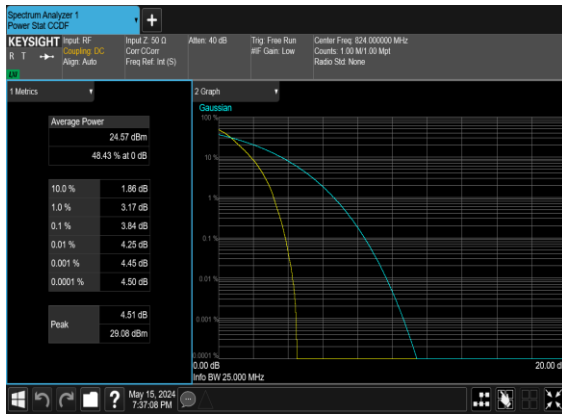 Spectrum Analyzer 1
Power Stat CCDF
KEYSIGHT
R T
Input: RF
Coupling: DC
Align: Auto
Input Z: 50 Ω
Corr CCorr
Freq Ref: Int (S)
Atten: 40 dB
Trig: Free Run
#IF Gain: Low
Center Freq: 824.000000 MHz
Counts: 1.00 M/1.00 Mpt
Radio Std: None
1 Metrics
Average Power
24.57 dBm
48.43 % at 0 dB
10.0 % 1.86 dB
1.0 % 3.17 dB
0.1 % 3.84 dB
0.01 % 4.25 dB
0.001 % 4.45 dB
0.0001 % 4.50 dB
Peak
4.51 dB
29.08 dBm
2 Graph
Gaussian
100 %
10 %
1 %
0.1 %
0.01 %
0.001 %
0.0001 %
0.00 dB
20.00 dB
Info BW 25.000 MHz
?
May 15, 2024
7:37:08 PM